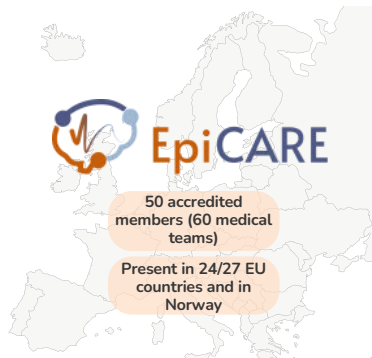 EpiCARE
50 accredited
members (60 medical
teams)
Present in 24/27 EU
countries and in
Norway